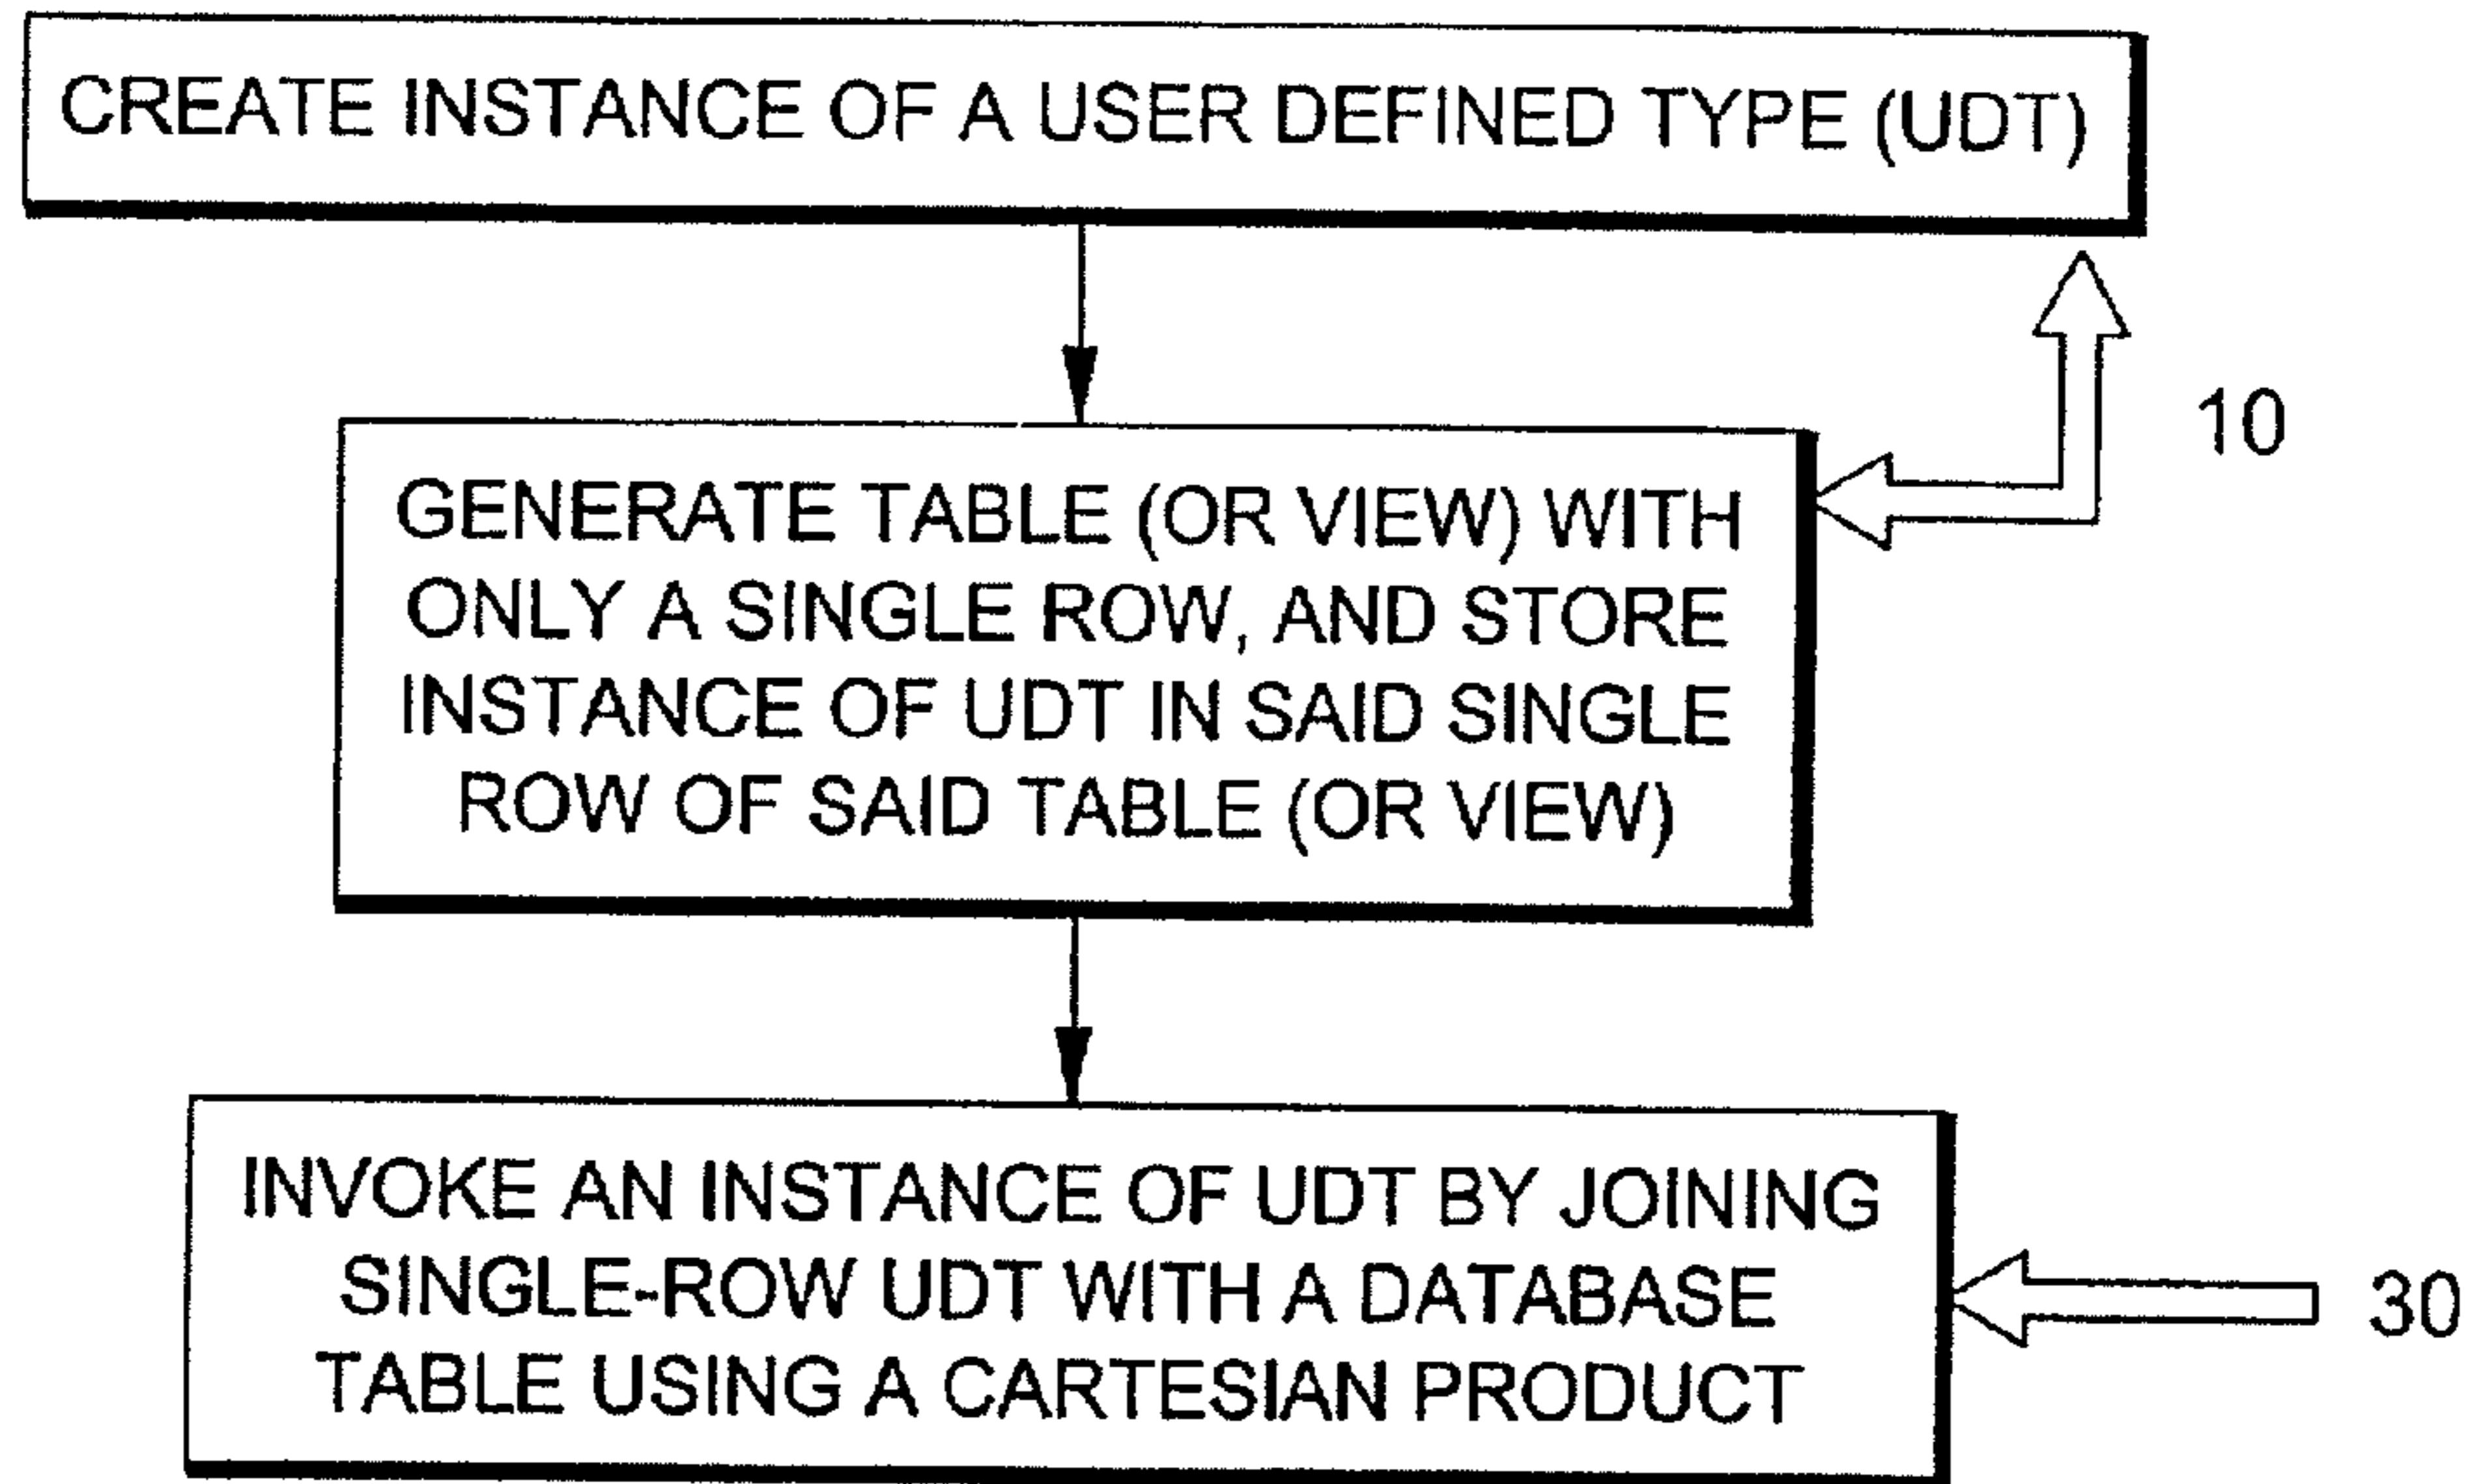 CREATE INSTANCE OF A USER DEFINED TYPE (UDT)
10
GENERATE TABLE (OR VIEW) WITH
ONLY A SINGLE ROW, AND STORE
INSTANCE OF UDT IN SAID SINGLE
ROW OF SAID TABLE (OR VIEW)
INVOKE AN INSTANCE OF UDT BY JOINING
SINGLE-ROW UDT WITH A DATABASE
TABLE USING A CARTESIAN PRODUCT
30